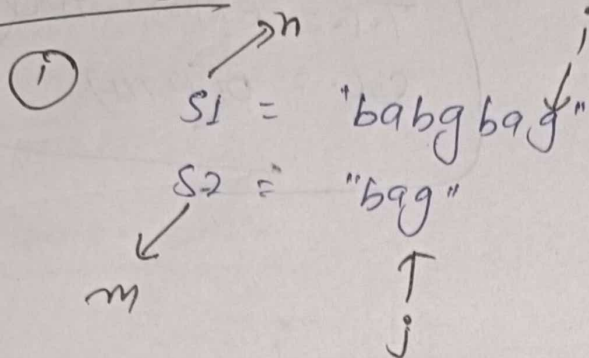 n i
① S1 = "babgbag"
S2 = "bag"
m
j